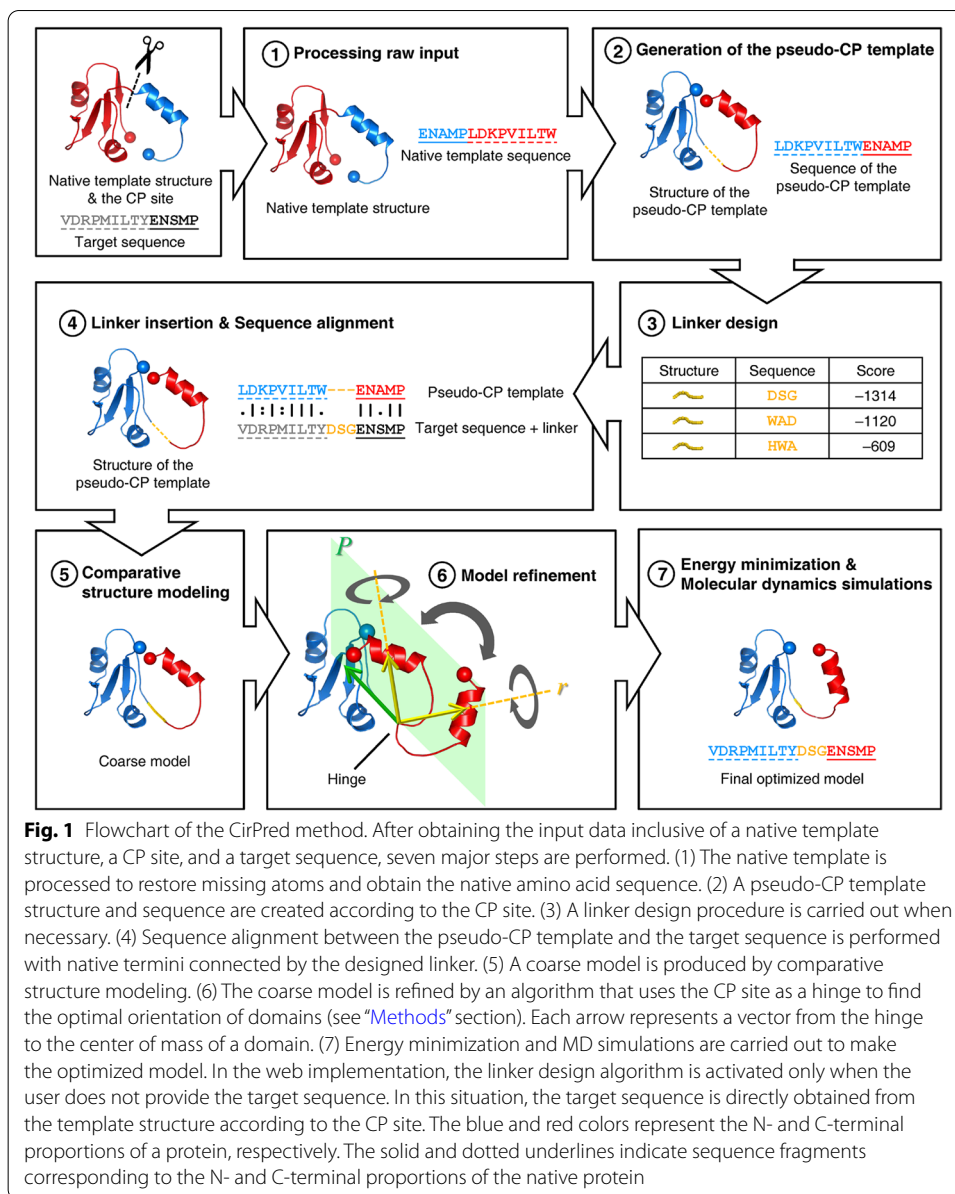 Native template structure
& the CP site
VDRPMILTYENSMP
Target sequence
1 Processing raw input
ENAMPLDKPVILTW
Native template sequence
Native template structure
2 Generation of the pseudo-CP template
LDKPVILTWENAMP
Sequence of the
pseudo-CP template
Structure of the
pseudo-CP template
3 Linker design
Structure Sequence Score
DSG –1314
WAD –1120
HWA –609
4 Linker insertion & Sequence alignment
LDKPVILTW---ENAMP Pseudo-CP template
.|:|:|||. ||.||
VDRPMILTYDSGENSMP Target sequence + linker
Structure of the
pseudo-CP template
5 Comparative
structure modeling
Coarse model
P
6 Model refinement
r
Hinge
7 Energy minimization &
Molecular dynamics simulations
VDRPMILTYDSGENSMP
Final optimized model
Fig. 1 Flowchart of the CirPred method. After obtaining the input data inclusive of a native template
structure, a CP site, and a target sequence, seven major steps are performed. (1) The native template is
processed to restore missing atoms and obtain the native amino acid sequence. (2) A pseudo-CP template
structure and sequence are created according to the CP site. (3) A linker design procedure is carried out when
necessary. (4) Sequence alignment between the pseudo-CP template and the target sequence is performed
with native termini connected by the designed linker. (5) A coarse model is produced by comparative
structure modeling. (6) The coarse model is refined by an algorithm that uses the CP site as a hinge to find
the optimal orientation of domains (see “Methods” section). Each arrow represents a vector from the hinge
to the center of mass of a domain. (7) Energy minimization and MD simulations are carried out to make
the optimized model. In the web implementation, the linker design algorithm is activated only when the
user does not provide the target sequence. In this situation, the target sequence is directly obtained from
the template structure according to the CP site. The blue and red colors represent the N- and C-terminal
proportions of a protein, respectively. The solid and dotted underlines indicate sequence fragments
corresponding to the N- and C-terminal proportions of the native protein